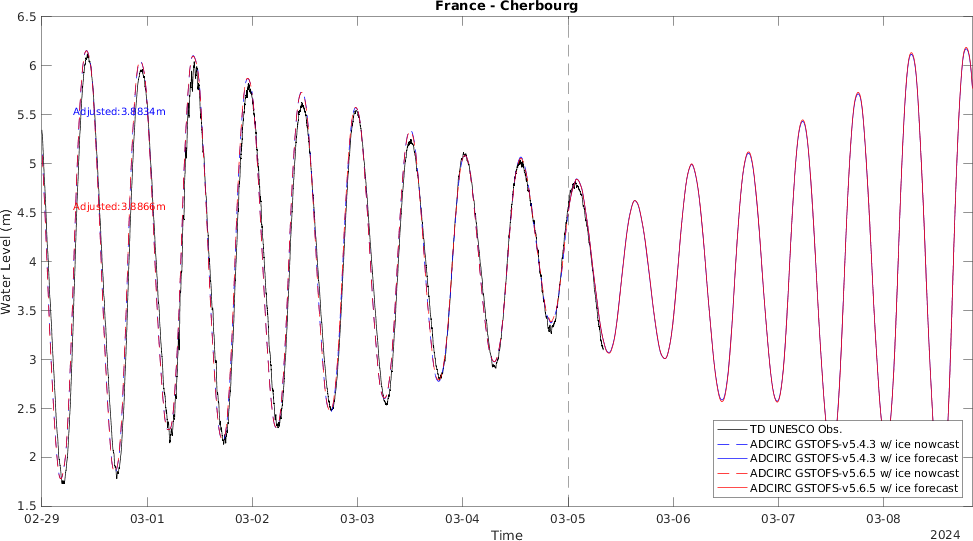 France - Cherbourg
6.5
6
5.5
5
4.5
4
3.5
3
2.5
2
1.5
Water Level (m)
Adjusted:3.8834m
Adjusted:3.8866m
TD UNESCO Obs.
ADCIRC GSTOFS-v5.4.3 w/ ice nowcast
ADCIRC GSTOFS-v5.4.3 w/ ice forecast
ADCIRC GSTOFS-v5.6.5 w/ ice nowcast
ADCIRC GSTOFS-v5.6.5 w/ ice forecast
02-29 03-01 03-02 03-03 03-04 03-05 03-06 03-07 03-08
Time
2024